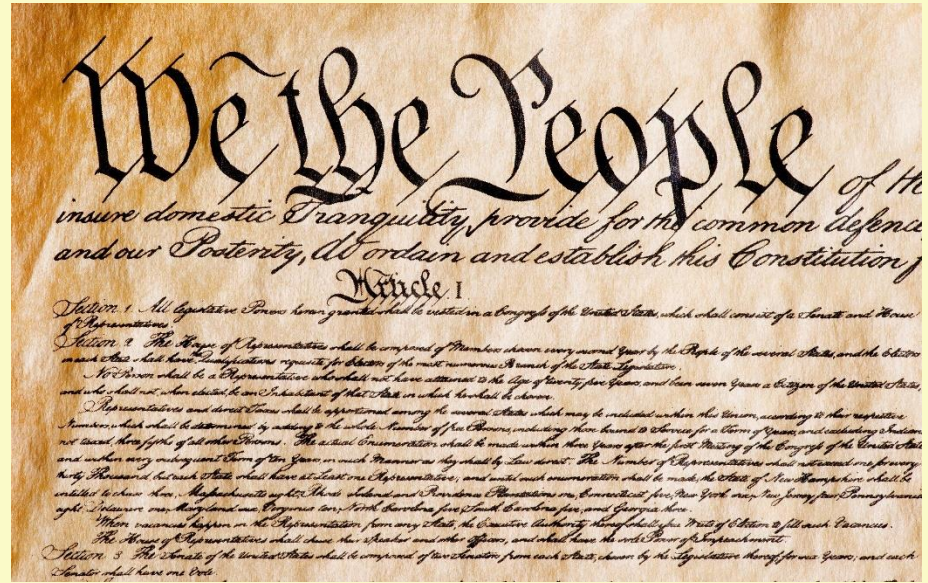 We the People of th
insure domestic Tranquility, provide for the common defence
and our Posterity, do ordain and establish this Constitution f
Article. I.
Section 1 All legislative Powers herein granted shall be vested in a Congress of the United States, which shall consist of a Senate and House
of Representatives.
Section 2 The House of Representatives shall be composed of Members chosen every second Year by the People of the several States, and the Electors
in each State shall have Qualifications requisite for Electors of the most numerous Branch of the State Legislature.
No Person shall be a Representative who shall not have attained to the Age of twenty five Years, and been seven Years a Citizen of the United States,
and who shall not, when elected, be an Inhabitant of that State in which he shall be chosen.
Representatives and direct Taxes shall be apportioned among the several States which may be included within this Union, according to their respective
Numbers, which shall be determined by adding to the whole Number of free Persons, including those bound to Service for a Term of Years, and excluding Indians
not taxed, three fifths of all other Persons. The actual Enumeration shall be made within three Years after the first Meeting of the Congress of the United State
and within every subsequent Term of ten Years, in such Manner as they shall by Law direct. The Number of Representatives shall not exceed one for every
thirty Thousand, but each State shall have at Least one Representative; and until such enumeration shall be made, the State of New Hampshire shall be
entitled to chuse three, Massachusetts eight, Rhode Island and Providence Plantations one, Connecticut five, New York six, New Jersey four, Pennsylvania
eight, Delaware one, Maryland six, Virginia ten, North Carolina five, South Carolina five, and Georgia three.
When vacancies happen in the Representation from any State, the Executive Authority thereof shall issue Writs of Election to fill such Vacancies.
The House of Representatives shall chuse their Speaker and other Officers; and shall have the sole Power of Impeachment.
Section 3 The Senate of the United States shall be composed of two Senators from each State, chosen by the Legislature thereof, for six Years; and each
Senator shall have one Vote.